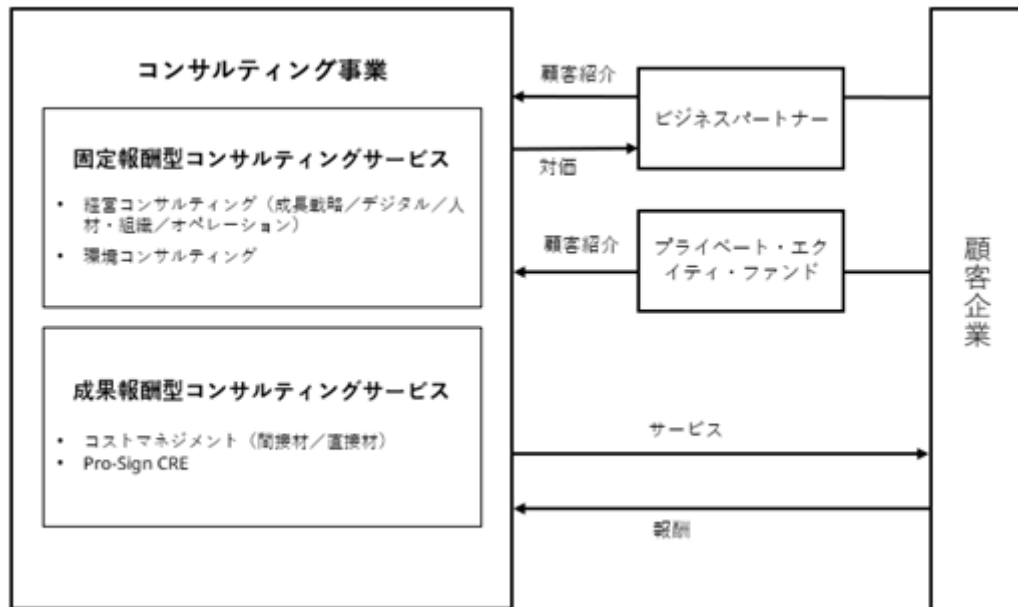 コンサルティング事業
固定報酬型コンサルティングサービス
• 経営コンサルティング（成長戦略／デジタル／人
材・組織／オペレーション）
• 環境コンサルティング
成果報酬型コンサルティングサービス
• コストマネジメント（間接材／直接材）
• Pro-Sign CRE
顧客紹介
ビジネスパートナー
対価
顧客紹介
プライベート・エク
イティ・ファンド
サービス
報酬
顧客企業